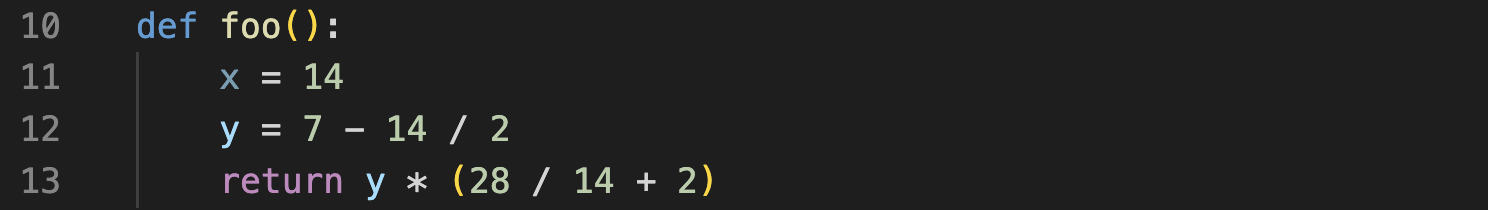 10 def foo():
11     x = 14
12     y = 7 - 14 / 2
13     return y * (28 / 14 + 2)